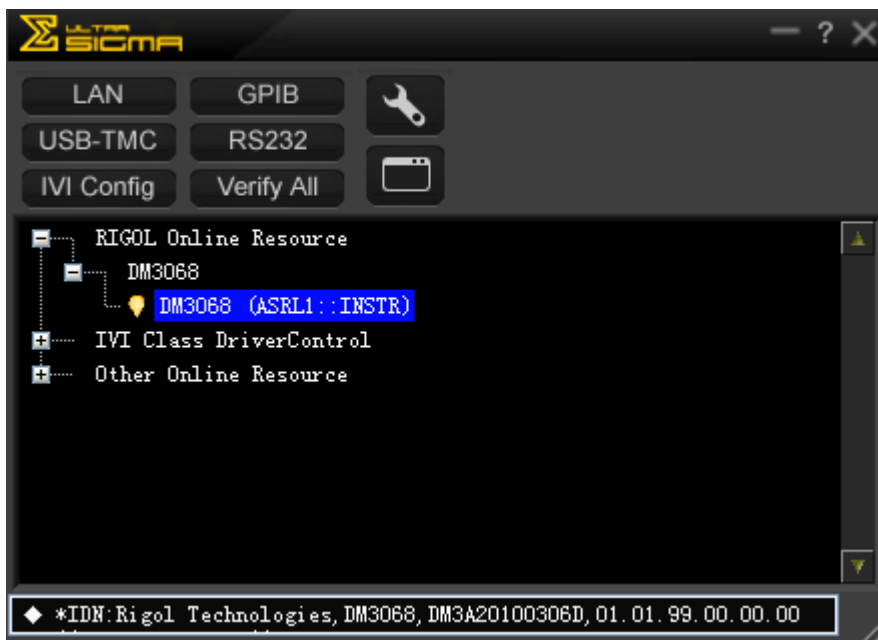 ULTRA
SIGMA
?
LAN GPIB
USB-TMC RS232
IVI Config Verify All
RIGOL Online Resource
DM3068
DM3068 (ASRL1::INSTR)
IVI Class DriverControl
Other Online Resource
*IDN:Rigol Technologies,DM3068,DM3A20100306D,01.01.99.00.00.00